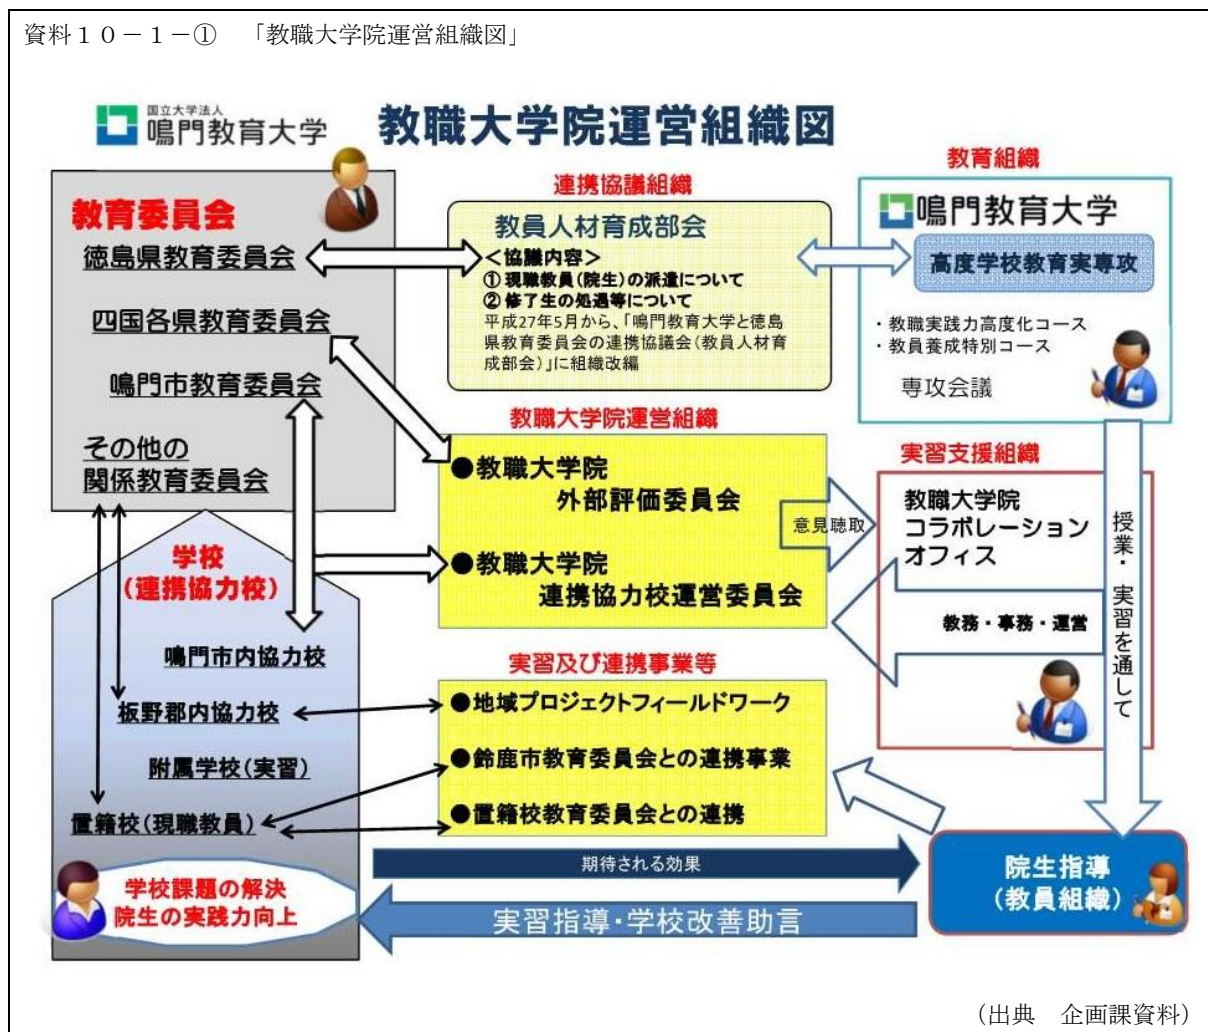 資料10-1-① 「教職大学院運営組織図」
国立大学法人
鳴門教育大学
教職大学院運営組織図
教育委員会
徳島県教育委員会
四国各県教育委員会
鳴門市教育委員会
その他の
関係教育委員会
学校
(連携協力校)
鳴門市内協力校
板野郡内協力校
附属学校(実習)
置籍校(現職教員)
学校課題の解決
院生の実践力向上
連携協議組織
教員人材育成部会
<協議内容>
①現職教員(院生)の派遣について
②修了生の処遇等について
平成27年5月から、「鳴門教育大学と徳島
県教育委員会の連携協議会(教員人材育
成部会)」に組織改編
教職大学院運営組織
●教職大学院
外部評価委員会
●教職大学院
連携協力校運営委員会
意見聴取
実習及び連携事業等
●地域プロジェクトフィールドワーク
●鈴鹿市教育委員会との連携事業
●置籍校教育委員会との連携
期待される効果
実習指導・学校改善助言
教育組織
鳴門教育大学
高度学校教育実専攻
・教職実践力高度化コース
・教員養成特別コース
専攻会議
実習支援組織
教職大学院
コラボレーション
オフィス
教務・事務・運営
授業・実習を通して
院生指導
(教員組織)
(出典 企画課資料)